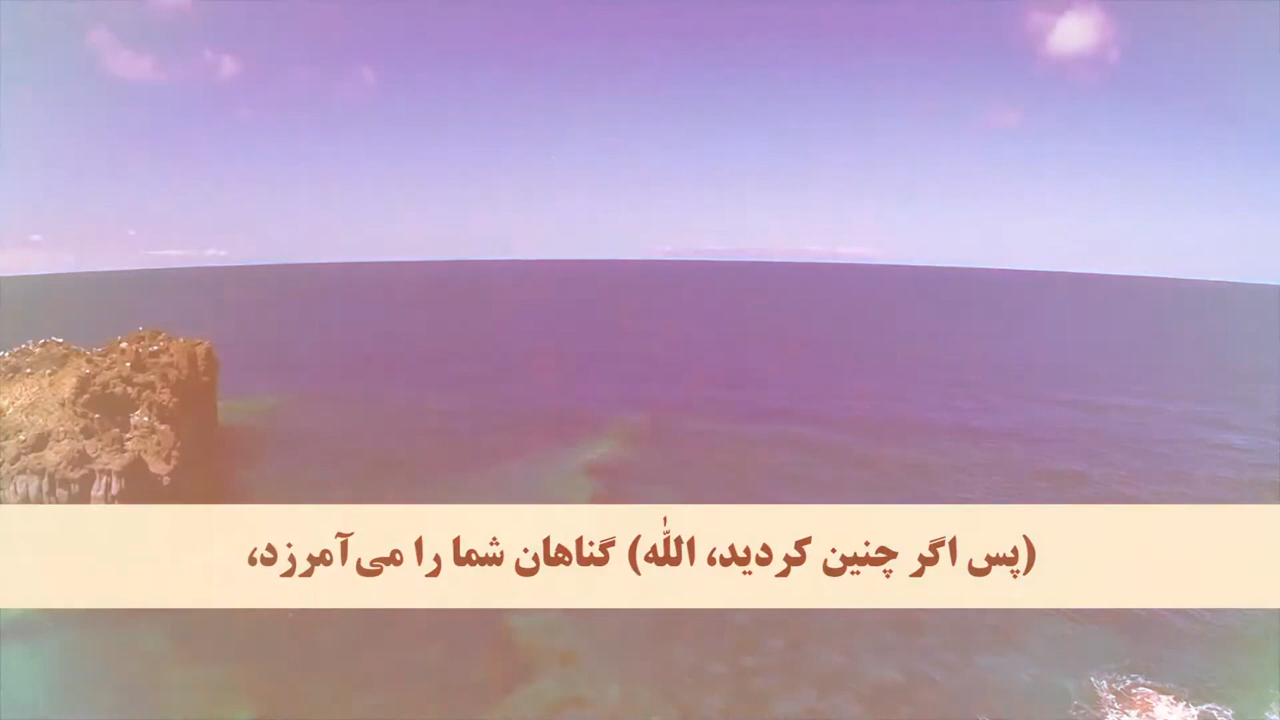 (پس اگر چنین کردید، اللّٰه) گناهان شما را می‌آمرزد،